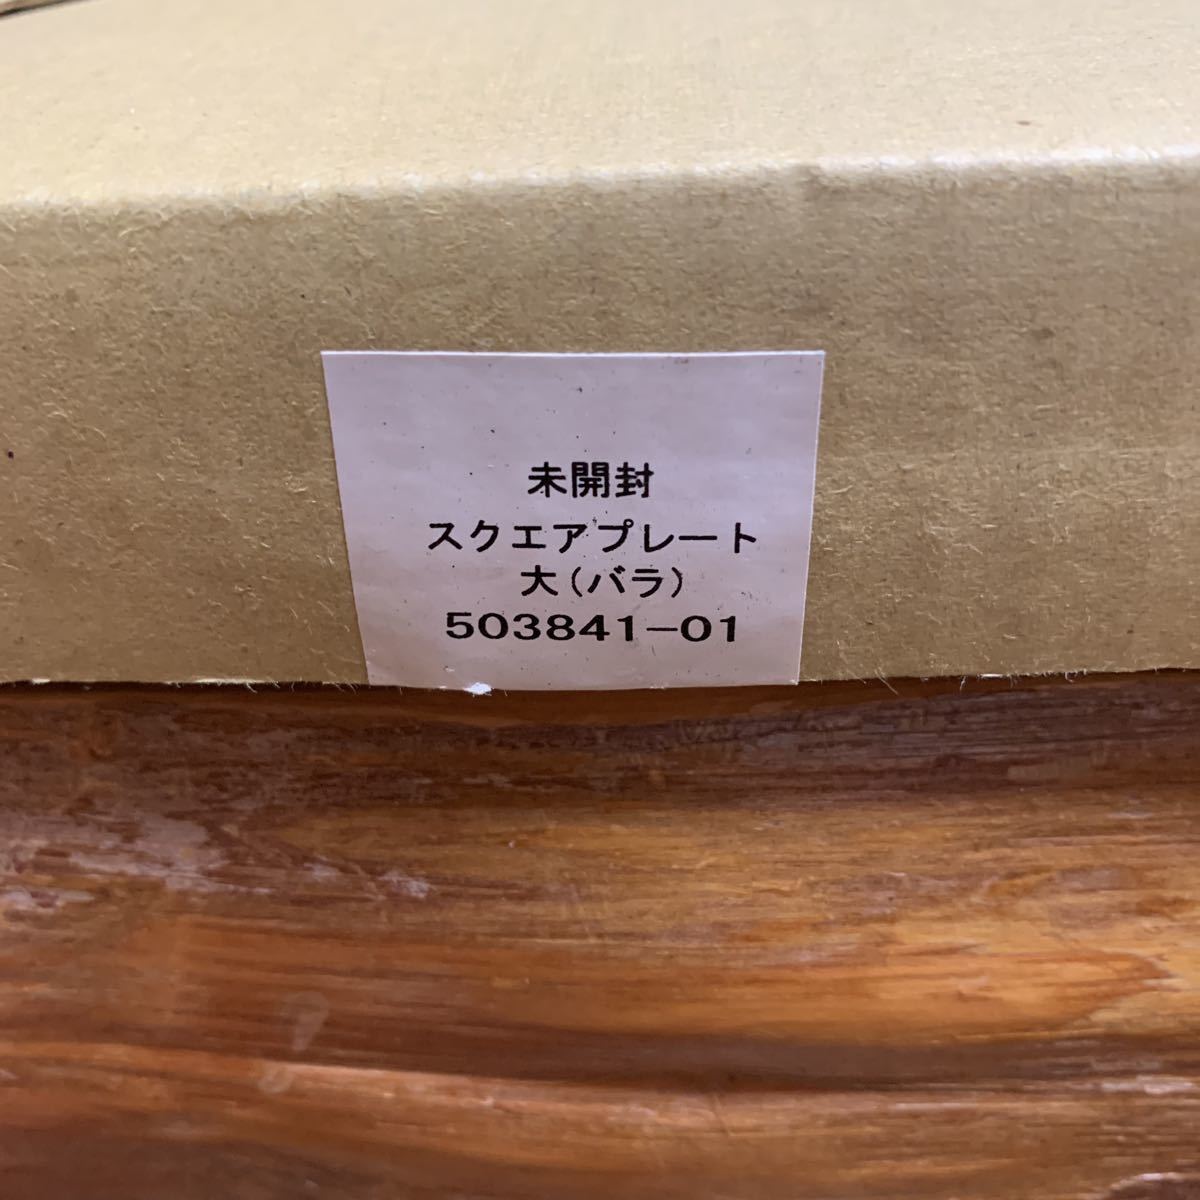 未開封
スクエアプレート
大(バラ)
503841-01